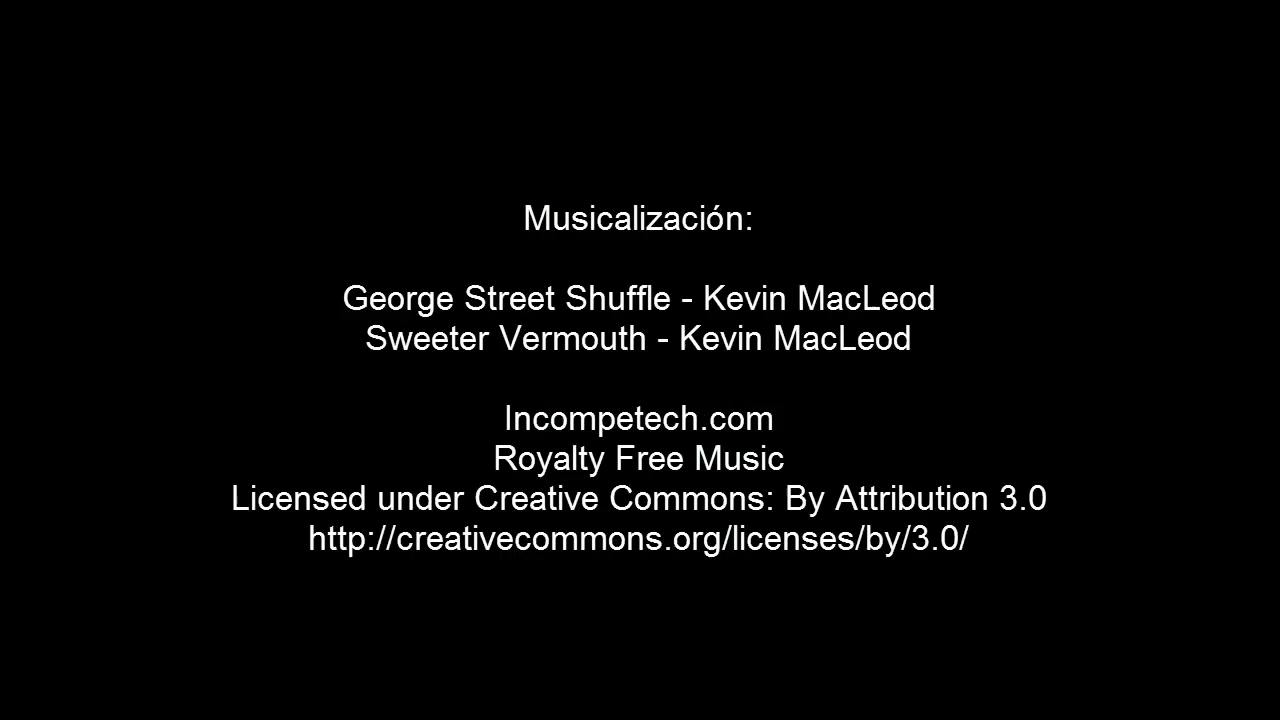 Musicalización:
George Street Shuffle - Kevin MacLeod
Sweeter Vermouth - Kevin MacLeod
Incompetech.com
Royalty Free Music
Licensed under Creative Commons: By Attribution 3.0
http://creativecommons.org/licenses/by/3.0/